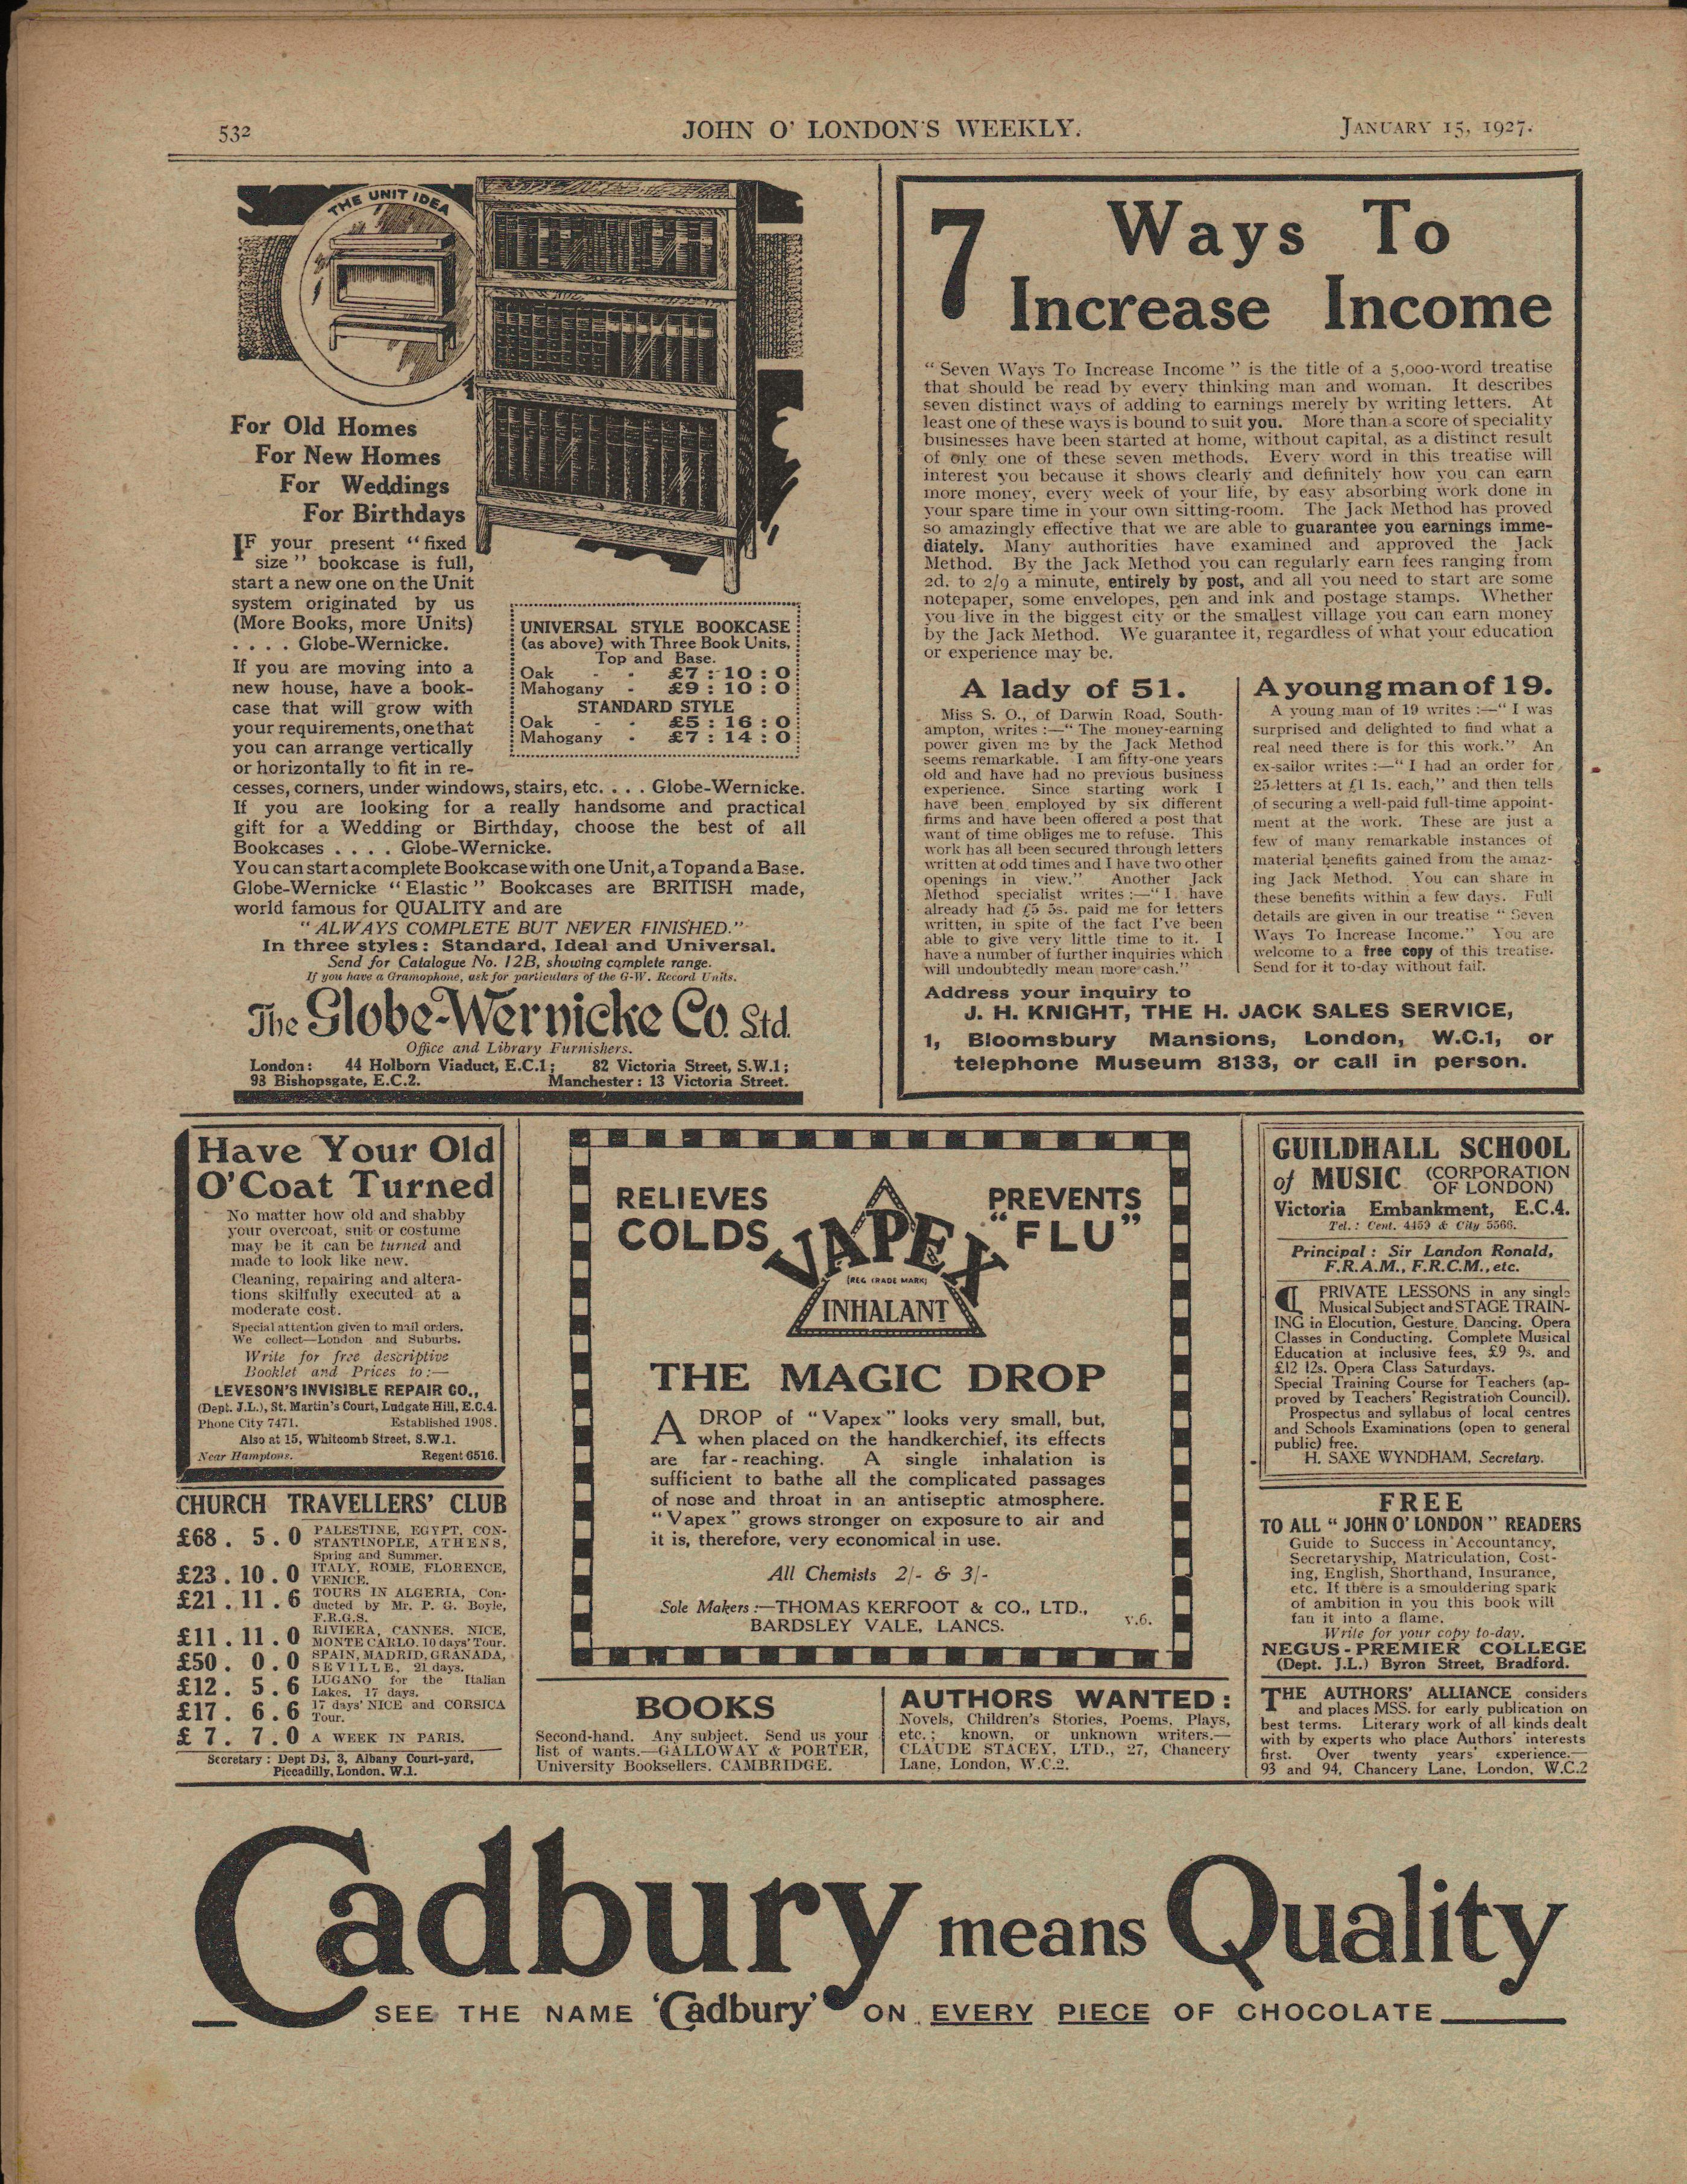 532
JOHN O' LONDON'S WEEKLY.
JANUARY 15, 1927.
THE UNIT IDEA
For Old Homes
For New Homes
For Weddings
For Birthdays
IF your present "fixed
size" bookcase is full,
start a new one on the Unit
system originated by us
(More Books, more Units)
. . . . Globe-Wernicke.
If you are moving into a
new house, have a book-
case that will grow with
your requirements, one that
you can arrange vertically
or horizontally to fit in re-
cesses, corners, under windows, stairs, etc. . . . Globe-Wernicke.
If you are looking for a really handsome and practical
gift for a Wedding or Birthday, choose the best of all
Bookcases . . . . Globe-Wernicke.
You can start a complete Bookcase with one Unit, a Top and a Base.
Globe-Wernicke "Elastic" Bookcases are BRITISH made,
world famous for QUALITY and are
"ALWAYS COMPLETE BUT NEVER FINISHED."
In three styles: Standard, Ideal and Universal.
Send for Catalogue No. 12B, showing complete range.
If you have a Gramophone, ask for particulars of the G-W. Record Units.
UNIVERSAL STYLE BOOKCASE
(as above) with Three Book Units,
Top and Base.
Oak - - £7 : 10 : 0
Mahogany - £9 : 10 : 0
STANDARD STYLE
Oak - - £5 : 16 : 0
Mahogany - £7 : 14 : 0
The Globe-Wernicke Co. Ltd.
Office and Library Furnishers.
London: 44 Holborn Viaduct, E.C.1; 82 Victoria Street, S.W.1;
93 Bishopsgate, E.C.2. Manchester: 13 Victoria Street.
7 Ways To
Increase Income
"Seven Ways To Increase Income" is the title of a 5,000-word treatise
that should be read by every thinking man and woman. It describes
seven distinct ways of adding to earnings merely by writing letters. At
least one of these ways is bound to suit you. More than a score of speciality
businesses have been started at home, without capital, as a distinct result
of only one of these seven methods. Every word in this treatise will
interest you because it shows clearly and definitely how you can earn
more money, every week of your life, by easy absorbing work done in
your spare time in your own sitting-room. The Jack Method has proved
so amazingly effective that we are able to guarantee you earnings imme-
diately. Many authorities have examined and approved the Jack
Method. By the Jack Method you can regularly earn fees ranging from
2d. to 2/9 a minute, entirely by post, and all you need to start are some
notepaper, some envelopes, pen and ink and postage stamps. Whether
you live in the biggest city or the smallest village you can earn money
by the Jack Method. We guarantee it, regardless of what your education
or experience may be.
A lady of 51.
Miss S. O., of Darwin Road, South-
ampton, writes :—"The money-earning
power given me by the Jack Method
seems remarkable. I am fifty-one years
old and have had no previous business
experience. Since starting work I
have been employed by six different
firms and have been offered a post that
want of time obliges me to refuse. This
work has all been secured through letters
written at odd times and I have two other
openings in view." Another Jack
Method specialist writes :—"I have
already had £5 5s. paid me for letters
written, in spite of the fact I've been
able to give very little time to it. I
have a number of further inquiries which
will undoubtedly mean more cash."
A young man of 19.
A young man of 19 writes :—"I was
surprised and delighted to find what a
real need there is for this work." An
ex-sailor writes :—"I had an order for
25 letters at £1 1s. each," and then tells
of securing a well-paid full-time appoint-
ment at the work. These are just a
few of many remarkable instances of
material benefits gained from the amaz-
ing Jack Method. You can share in
these benefits within a few days. Full
details are given in our treatise "Seven
Ways To Increase Income." You are
welcome to a free copy of this treatise.
Send for it to-day without fail.
Address your inquiry to
J. H. KNIGHT, THE H. JACK SALES SERVICE,
1, Bloomsbury Mansions, London, W.C.1, or
telephone Museum 8133, or call in person.
Have Your Old
O'Coat Turned
No matter how old and shabby
your overcoat, suit or costume
may be it can be turned and
made to look like new.
Cleaning, repairing and altera-
tions skilfully executed at a
moderate cost.
Special attention given to mail orders.
We collect—London and Suburbs.
Write for free descriptive
Booklet and Prices to :—
LEVESON'S INVISIBLE REPAIR CO.,
(Dept. J.L.), St. Martin's Court, Ludgate Hill, E.C.4.
Phone City 7471. Established 1908.
Also at 15, Whitcomb Street, S.W.1.
Near Hamptons. Regent 6516.
CHURCH TRAVELLERS' CLUB
£68 . 5 . 0 PALESTINE, EGYPT, CON-
STANTINOPLE, ATHENS,
Spring and Summer.
£23 . 10 . 0 ITALY, ROME, FLORENCE,
VENICE.
£21 . 11 . 6 TOURS IN ALGERIA, Con-
ducted by Mr. P. G. Boyle,
F.R.G.S.
£11 . 11 . 0 RIVIERA, CANNES, NICE,
MONTE CARLO. 10 days' Tour.
£50 . 0 . 0 SPAIN, MADRID, GRANADA,
SEVILLE, 21 days.
£12 . 5 . 6 LUGANO for the Italian
Lakes, 17 days.
£17 . 6 . 6 17 days' NICE and CORSICA
Tour.
£ 7 . 7 . 0 A WEEK IN PARIS.
Secretary : Dept D3, 3, Albany Court-yard,
Piccadilly, London, W.1.
RELIEVES
COLDS
PREVENTS
"FLU"
VAPEX
(REG TRADE MARK)
INHALANT
THE MAGIC DROP
A DROP of "Vapex" looks very small, but,
when placed on the handkerchief, its effects
are far-reaching. A single inhalation is
sufficient to bathe all the complicated passages
of nose and throat in an antiseptic atmosphere.
"Vapex" grows stronger on exposure to air and
it is, therefore, very economical in use.
All Chemists 2/- & 3/-
Sole Makers :—THOMAS KERFOOT & CO., LTD.,
BARDSLEY VALE, LANCS.
V.6.
BOOKS
Second-hand. Any subject. Send us your
list of wants.—GALLOWAY & PORTER,
University Booksellers, CAMBRIDGE.
AUTHORS WANTED:
Novels, Children's Stories, Poems, Plays,
etc.; known, or unknown writers.—
CLAUDE STACEY, LTD., 27, Chancery
Lane, London, W.C.2.
GUILDHALL SCHOOL
of MUSIC (CORPORATION
OF LONDON)
Victoria Embankment, E.C.4.
Tel.: Cent. 4459 & City 5566.
Principal : Sir Landon Ronald,
F.R.A.M., F.R.C.M., etc.
¶ PRIVATE LESSONS in any single
Musical Subject and STAGE TRAIN-
ING in Elocution, Gesture, Dancing. Opera
Classes in Conducting. Complete Musical
Education at inclusive fees, £9 9s. and
£12 12s. Opera Class Saturdays.
Special Training Course for Teachers (ap-
proved by Teachers' Registration Council).
Prospectus and syllabus of local centres
and Schools Examinations (open to general
public) free.
H. SAXE WYNDHAM, Secretary.
FREE
TO ALL "JOHN O' LONDON" READERS
Guide to Success in Accountancy,
Secretaryship, Matriculation, Cost-
ing, English, Shorthand, Insurance,
etc. If there is a smouldering spark
of ambition in you this book will
fan it into a flame.
Write for your copy to-day.
NEGUS-PREMIER COLLEGE
(Dept. J.L.) Byron Street, Bradford.
THE AUTHORS' ALLIANCE considers
and places MSS. for early publication on
best terms. Literary work of all kinds dealt
with by experts who place Authors' interests
first. Over twenty years' experience.—
93 and 94, Chancery Lane, London, W.C.2
Cadbury means Quality
SEE THE NAME 'Cadbury' ON EVERY PIECE OF CHOCOLATE